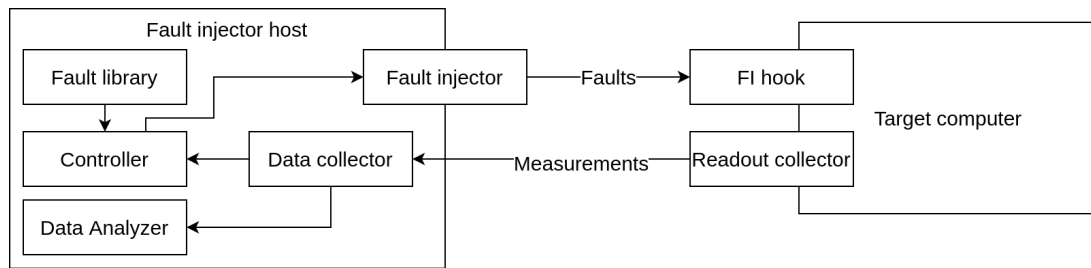 Fault injector host
Fault library
Fault injector
Faults
FI hook
Target computer
Controller
Data collector
Measurements
Readout collector
Data Analyzer